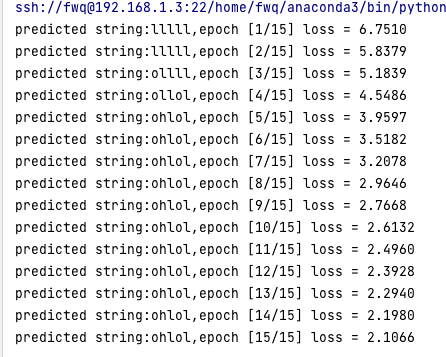 ssh://fwq@192.168.1.3:22/home/fwq/anaconda3/bin/python
predicted string:lllll,epoch [1/15] loss = 6.7510
predicted string:lllll,epoch [2/15] loss = 5.8379
predicted string:ollll,epoch [3/15] loss = 5.1839
predicted string:ollol,epoch [4/15] loss = 4.5486
predicted string:ohlol,epoch [5/15] loss = 3.9597
predicted string:ohlol,epoch [6/15] loss = 3.5182
predicted string:ohlol,epoch [7/15] loss = 3.2078
predicted string:ohlol,epoch [8/15] loss = 2.9646
predicted string:ohlol,epoch [9/15] loss = 2.7668
predicted string:ohlol,epoch [10/15] loss = 2.6132
predicted string:ohlol,epoch [11/15] loss = 2.4960
predicted string:ohlol,epoch [12/15] loss = 2.3928
predicted string:ohlol,epoch [13/15] loss = 2.2940
predicted string:ohlol,epoch [14/15] loss = 2.1980
predicted string:ohlol,epoch [15/15] loss = 2.1066